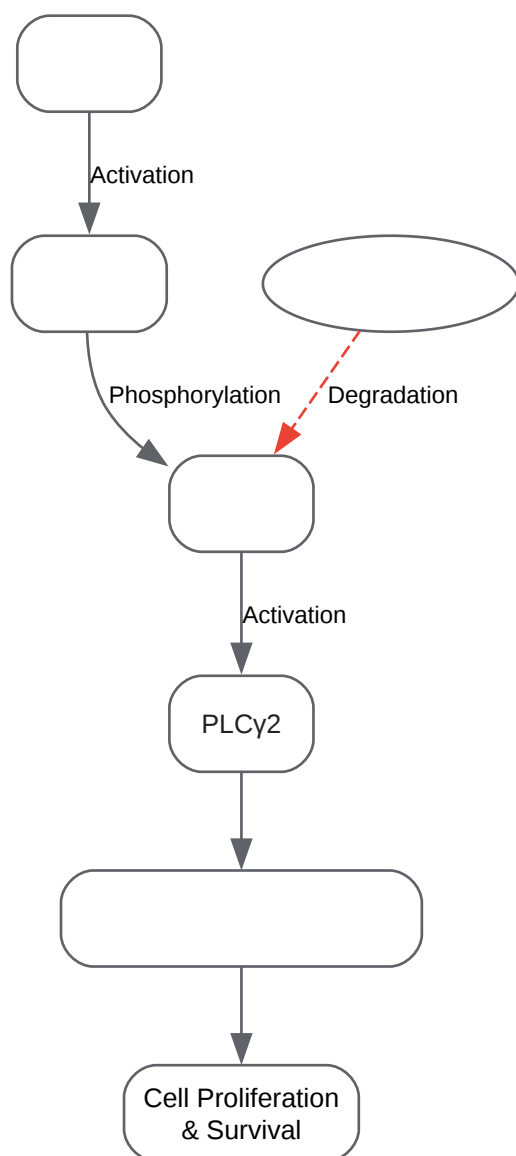 Activation
Phosphorylation
Degradation
Activation
PLCγ2
Cell Proliferation
& Survival